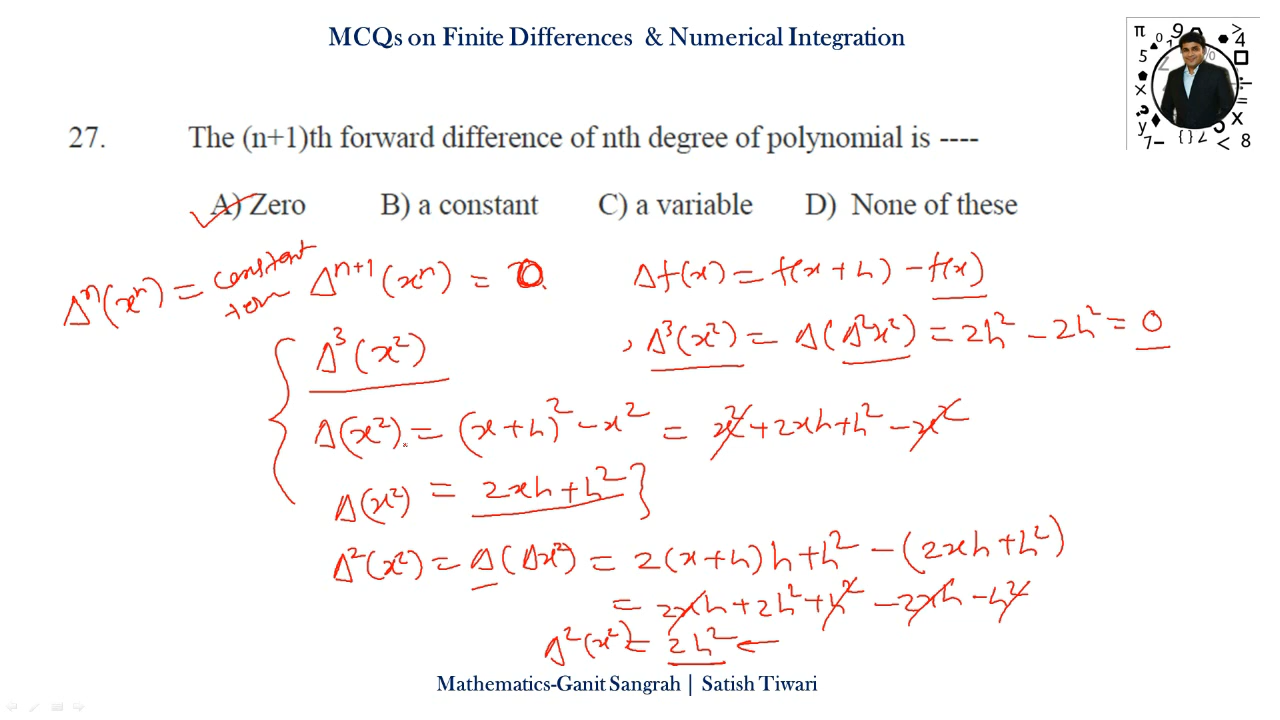 MCQs on Finite Differences & Numerical Integration
27. The (n+1)th forward difference of nth degree of polynomial is ----
A) Zero B) a constant C) a variable D) None of these
Δⁿ(xⁿ) = constant term Δⁿ⁺¹(xⁿ) = 0
Δf(x) = f(x+h) - f(x)
Δ³(x²)
, Δ³(x²) = Δ(Δ²x²) = 2h² - 2h² = 0
Δ(x²) = (x+h)² - x² = x² + 2xh + h² - x²
Δ(x²) = 2xh + h² }
Δ²(x²) = Δ(Δx²) = 2(x+h)h + h² - (2xh + h²)
= 2xh + 2h² + h² - 2xh - h²
Δ²(x²) = 2h² ←
Mathematics-Ganit Sangrah | Satish Tiwari